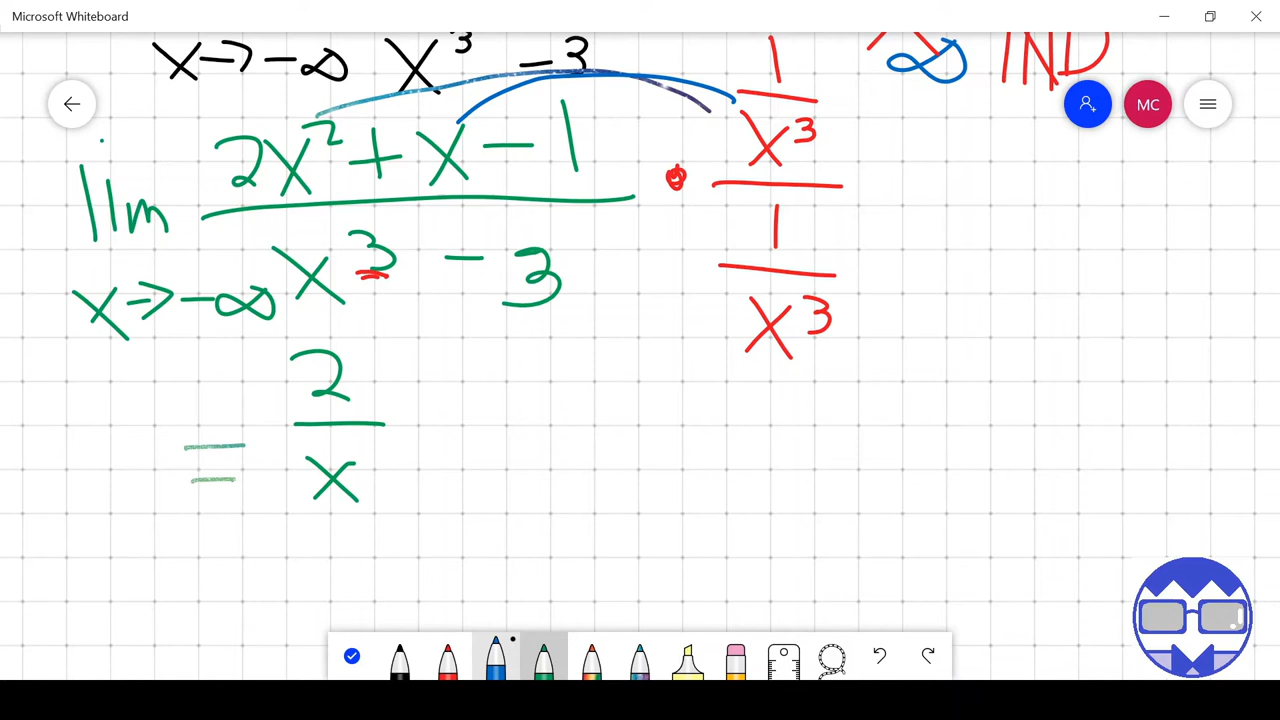 Microsoft Whiteboard
x→-∞ x³ - 3
∞ IND
MC
lim 2x² + x - 1 / x³ - 3 • 1/x³ / 1/x³
x→-∞
= 2/x